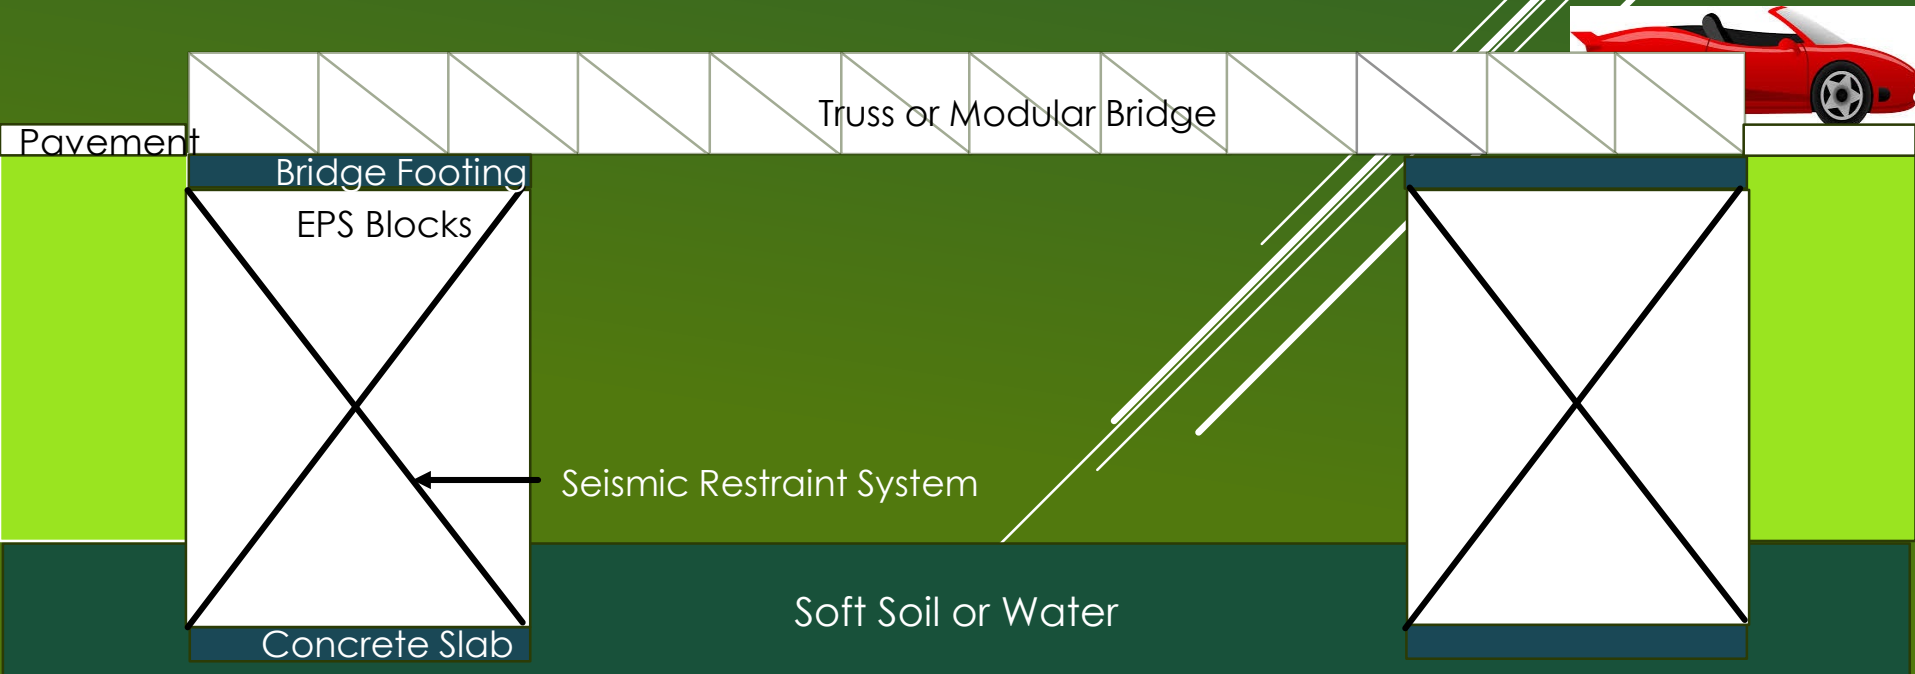 Truss or Modular Bridge
Pavement
Bridge Footing
EPS Blocks
Seismic Restraint System
Soft Soil or Water
Concrete Slab